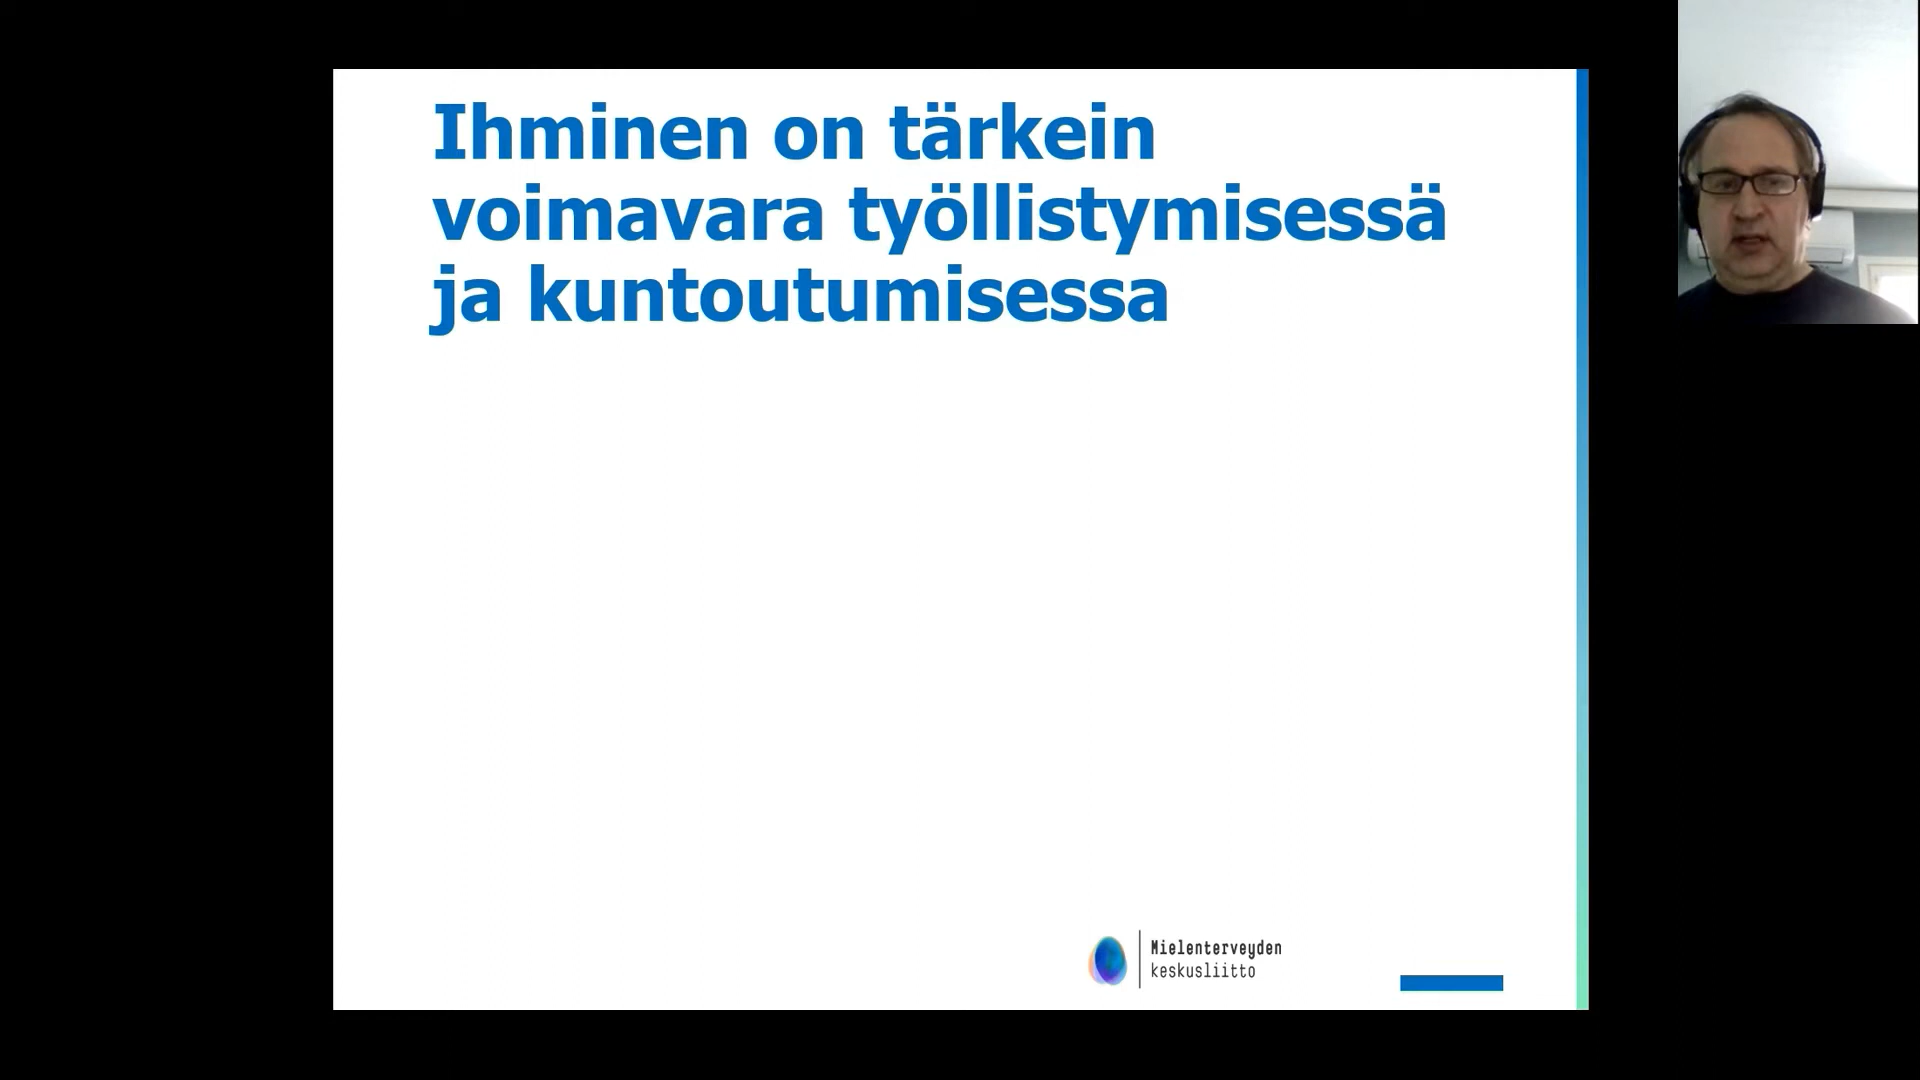 Ihminen on tärkein
voimavara työllistymisessä
ja kuntoutumisessa
Mielenterveyden
keskusliitto